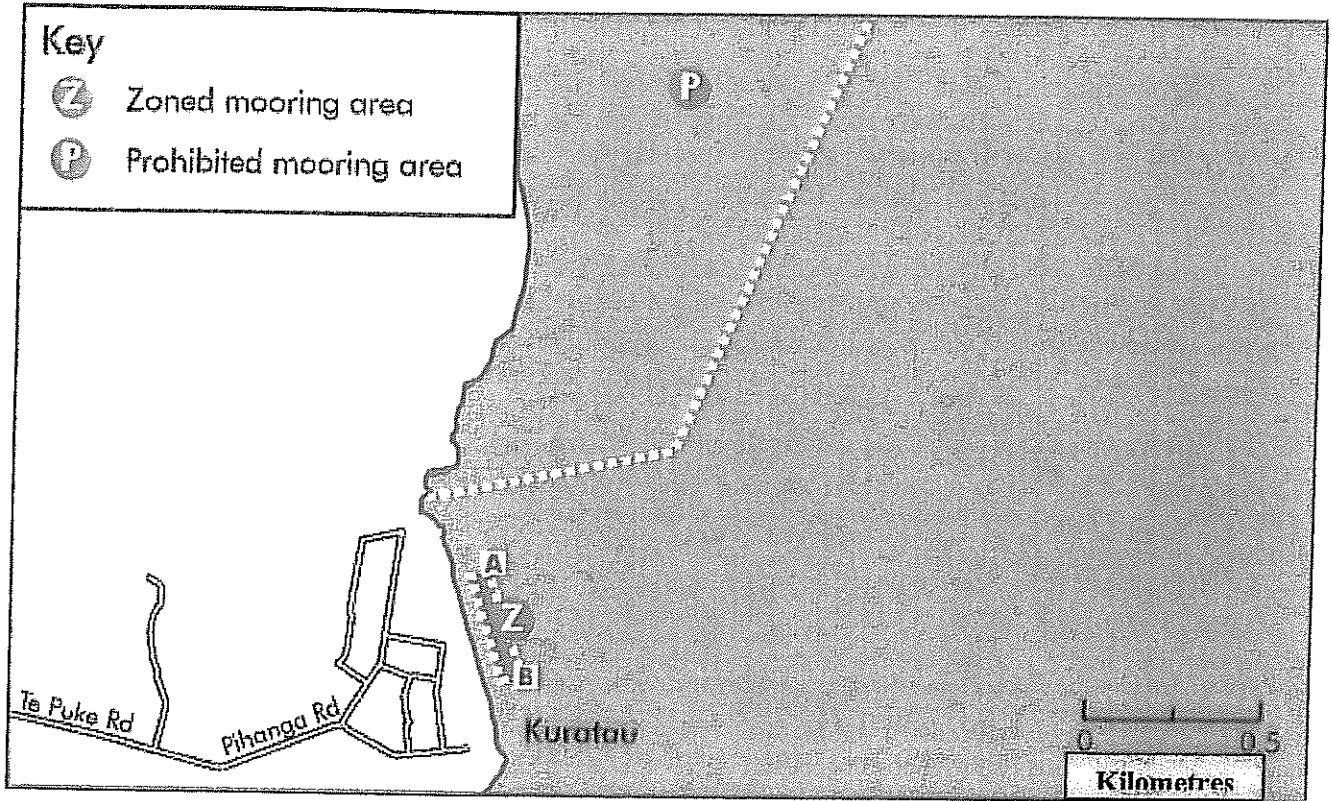 Key
Z Zoned mooring area
P Prohibited mooring area
P
A
Z
B
Te Puke Rd
Pihanga Rd
Kuratau
0 0.5
Kilometres